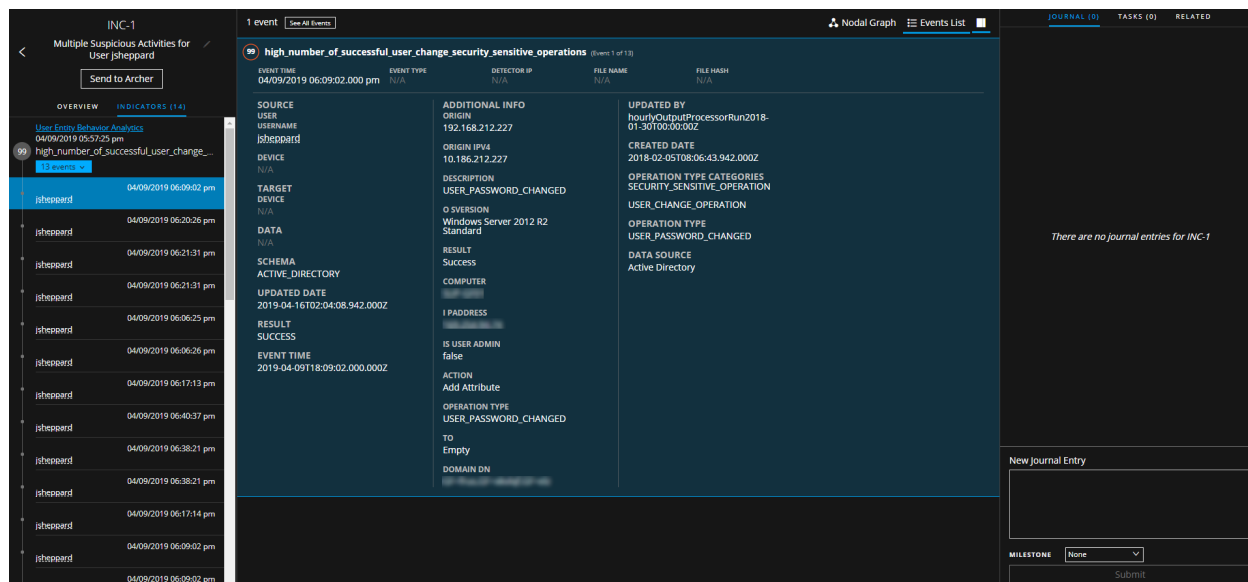 INC-1
Multiple Suspicious Activities for
User jsheppard
Send to Archer
OVERVIEW
INDICATORS (14)
User Entity Behavior Analytics
04/09/2019 05:57:25 pm
99
high_number_of_successful_user_change_...
13 events
04/09/2019 06:09:02 pm
jsheppard
04/09/2019 06:20:26 pm
jsheppard
04/09/2019 06:21:31 pm
jsheppard
04/09/2019 06:21:31 pm
jsheppard
04/09/2019 06:06:25 pm
jsheppard
04/09/2019 06:06:26 pm
jsheppard
04/09/2019 06:17:13 pm
jsheppard
04/09/2019 06:40:37 pm
jsheppard
04/09/2019 06:38:21 pm
jsheppard
04/09/2019 06:38:21 pm
jsheppard
04/09/2019 06:17:14 pm
jsheppard
04/09/2019 06:09:02 pm
jsheppard
04/09/2019 06:09:02 pm
1 event
See All Events
Nodal Graph
Events List
99
high_number_of_successful_user_change_security_sensitive_operations (Event 1 of 13)
EVENT TIME
04/09/2019 06:09:02.000 pm
EVENT TYPE
N/A
DETECTOR IP
N/A
FILE NAME
N/A
FILE HASH
N/A
SOURCE
USER
USERNAME
jsheppard
DEVICE
N/A
TARGET
DEVICE
N/A
DATA
N/A
SCHEMA
ACTIVE_DIRECTORY
UPDATED DATE
2019-04-16T02:04:08.942.000Z
RESULT
SUCCESS
EVENT TIME
2019-04-09T18:09:02.000.000Z
ADDITIONAL INFO
ORIGIN
192.168.212.227
ORIGIN IPV4
10.186.212.227
DESCRIPTION
USER_PASSWORD_CHANGED
O SVERSION
Windows Server 2012 R2
Standard
RESULT
Success
COMPUTER
I PADDRESS
IS USER ADMIN
false
ACTION
Add Attribute
OPERATION TYPE
USER_PASSWORD_CHANGED
TO
Empty
DOMAIN DN
UPDATED BY
hourlyOutputProcessorRun2018-
01-30T00:00:00Z
CREATED DATE
2018-02-05T08:06:43.942.000Z
OPERATION TYPE CATEGORIES
SECURITY_SENSITIVE_OPERATION
USER_CHANGE_OPERATION
OPERATION TYPE
USER_PASSWORD_CHANGED
DATA SOURCE
Active Directory
JOURNAL (0)
TASKS (0)
RELATED
There are no journal entries for INC-1
New Journal Entry
MILESTONE
None
Submit